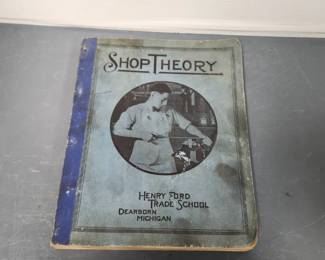 SHOP THEORY
HENRY FORD
TRADE SCHOOL
DEARBORN
MICHIGAN